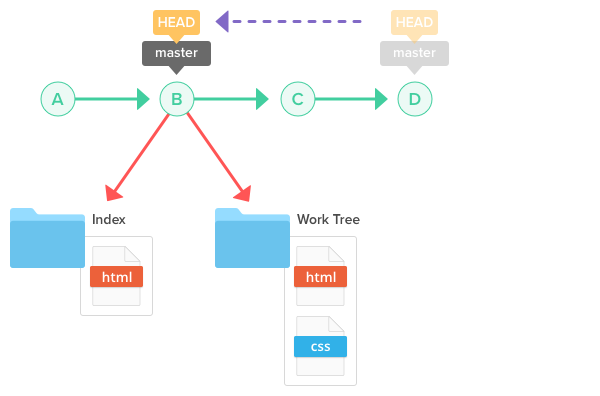 HEAD
HEAD
master
master
A
B
C
D
Index
Work Tree
html
html
css